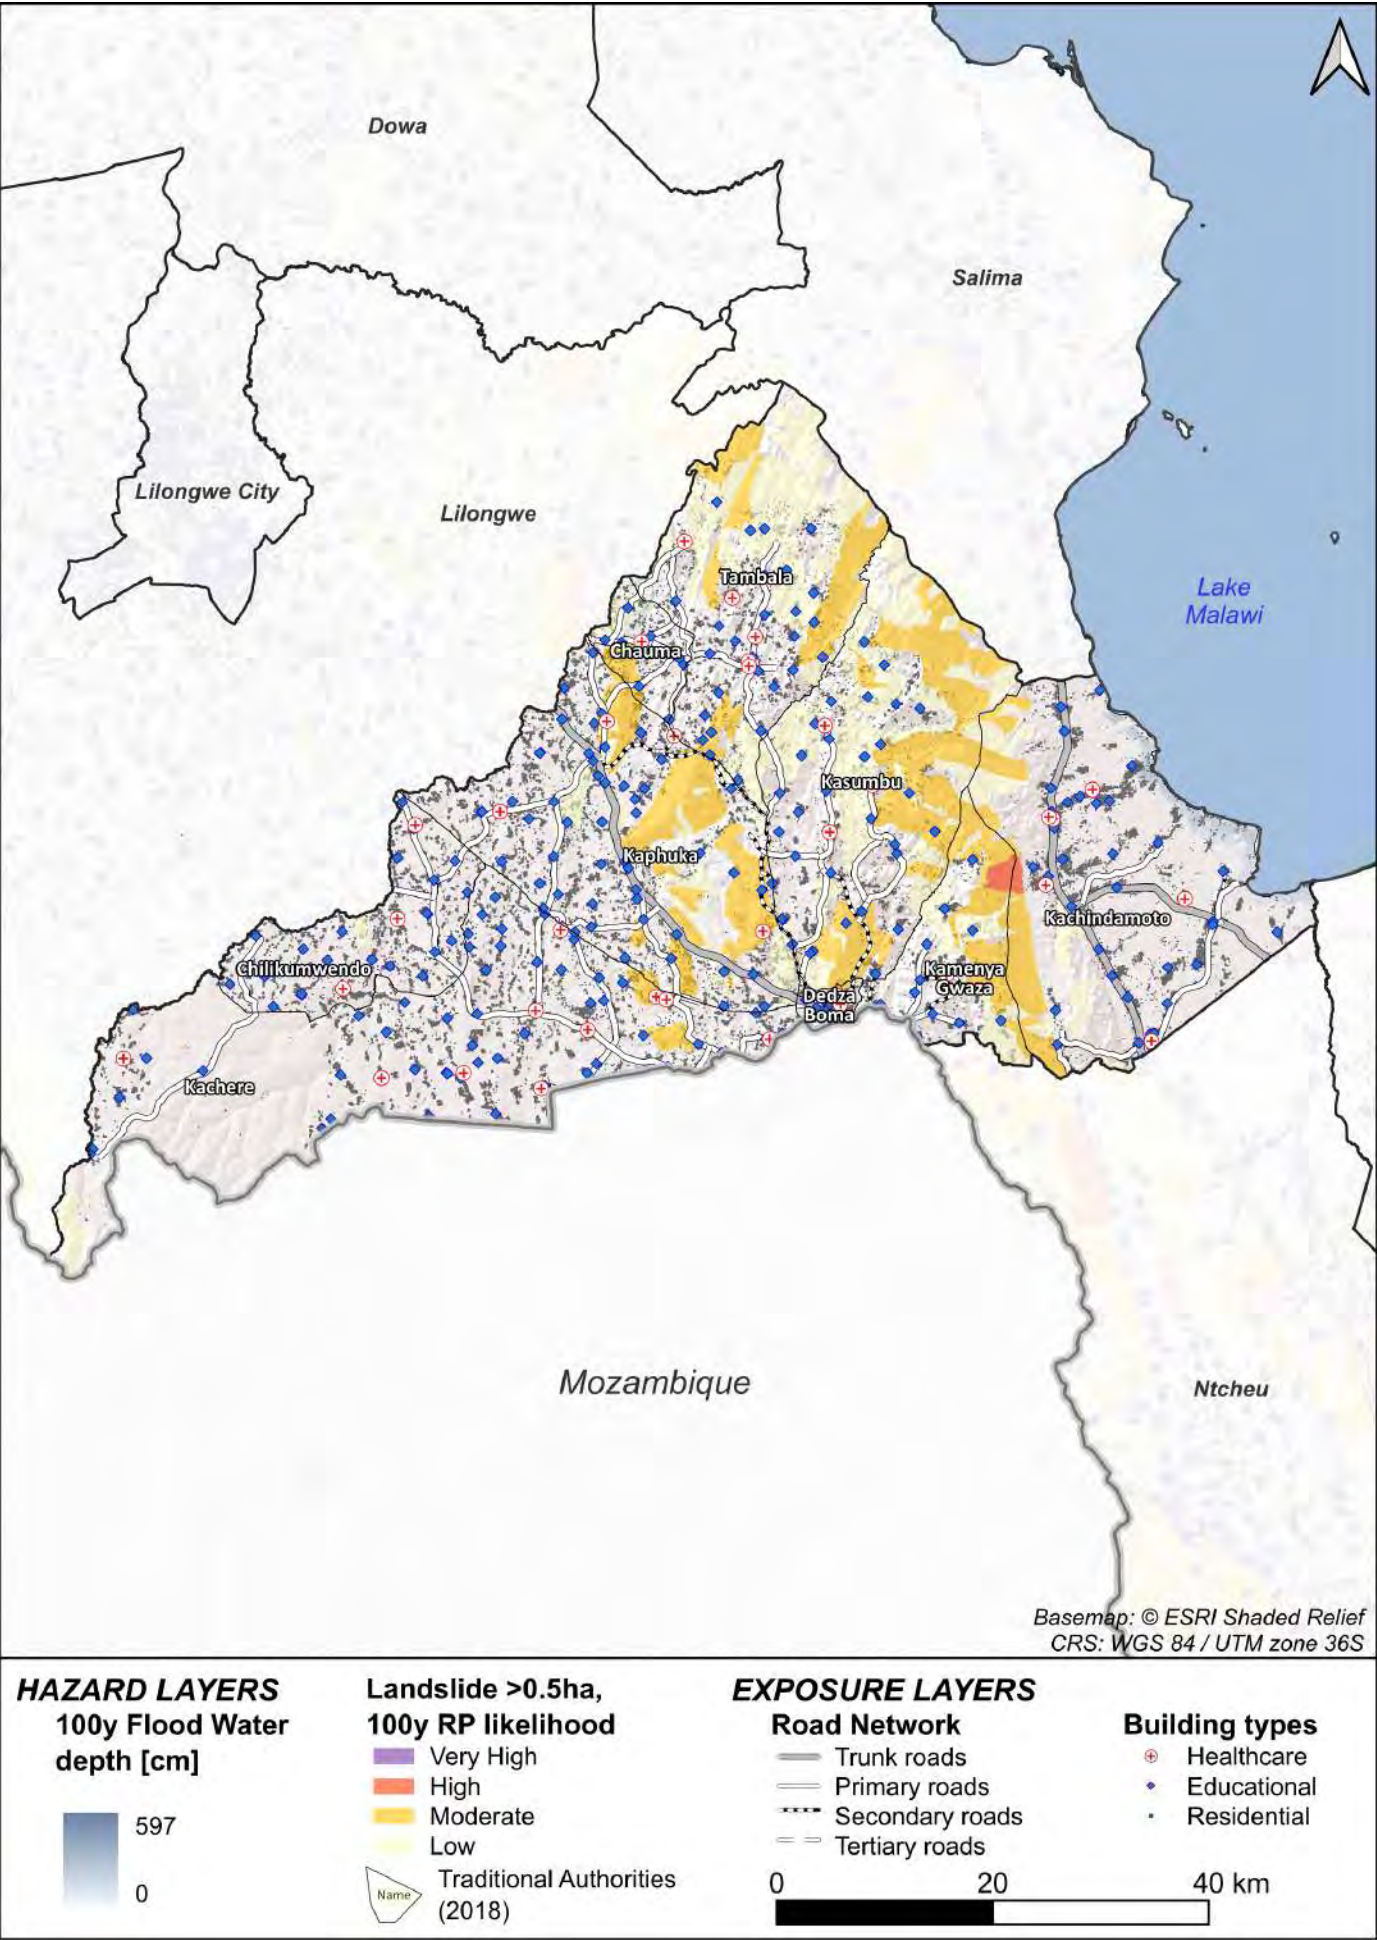 Dowa
Salima
Lilongwe City
Lilongwe
Tambala
Lake
Malawi
Chauma
Kasumbu
Kaphuka
Kachindamoto
Chilikumwendo
Kamenya
Gwaza
Dedza
Boma
Kachere
Mozambique
Ntcheu
Basemap: © ESRI Shaded Relief
CRS: WGS 84 / UTM zone 36S
HAZARD LAYERS
100y Flood Water
depth [cm]
597
0
Landslide >0.5ha,
100y RP likelihood
Very High
High
Moderate
Low
Name
Traditional Authorities
(2018)
EXPOSURE LAYERS
Road Network
Trunk roads
Primary roads
Secondary roads
Tertiary roads
Building types
Healthcare
Educational
Residential
0 20 40 km